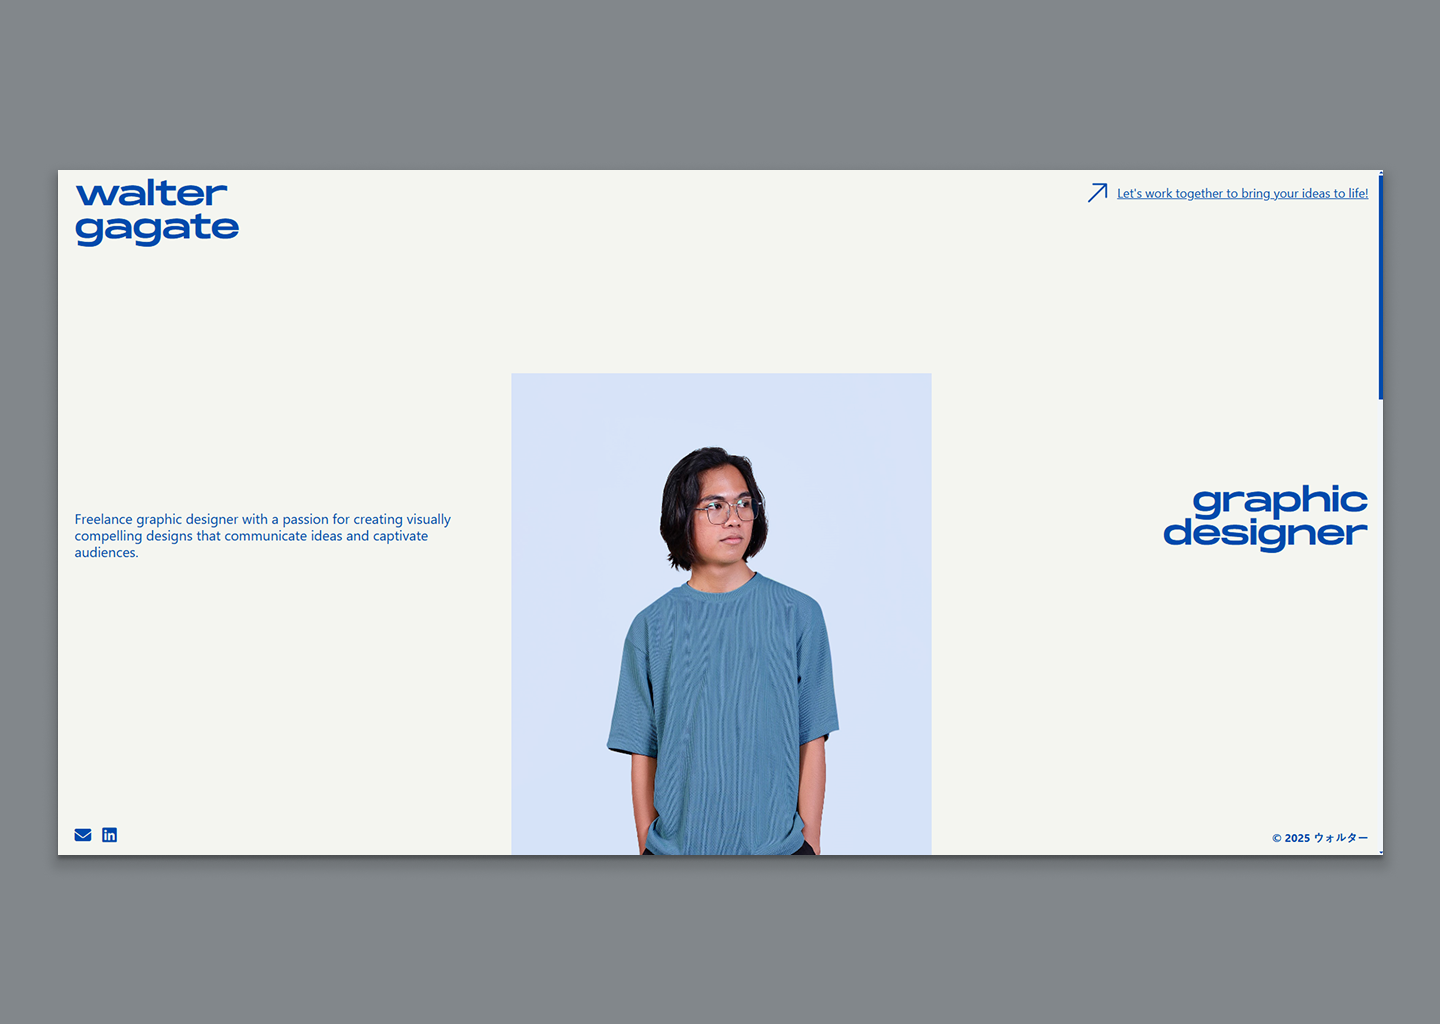 walter
gagate
Let's work together to bring your ideas to life!
Freelance graphic designer with a passion for creating visually
compelling designs that communicate ideas and captivate
audiences.
graphic
designer
in
© 2025 ウォルター